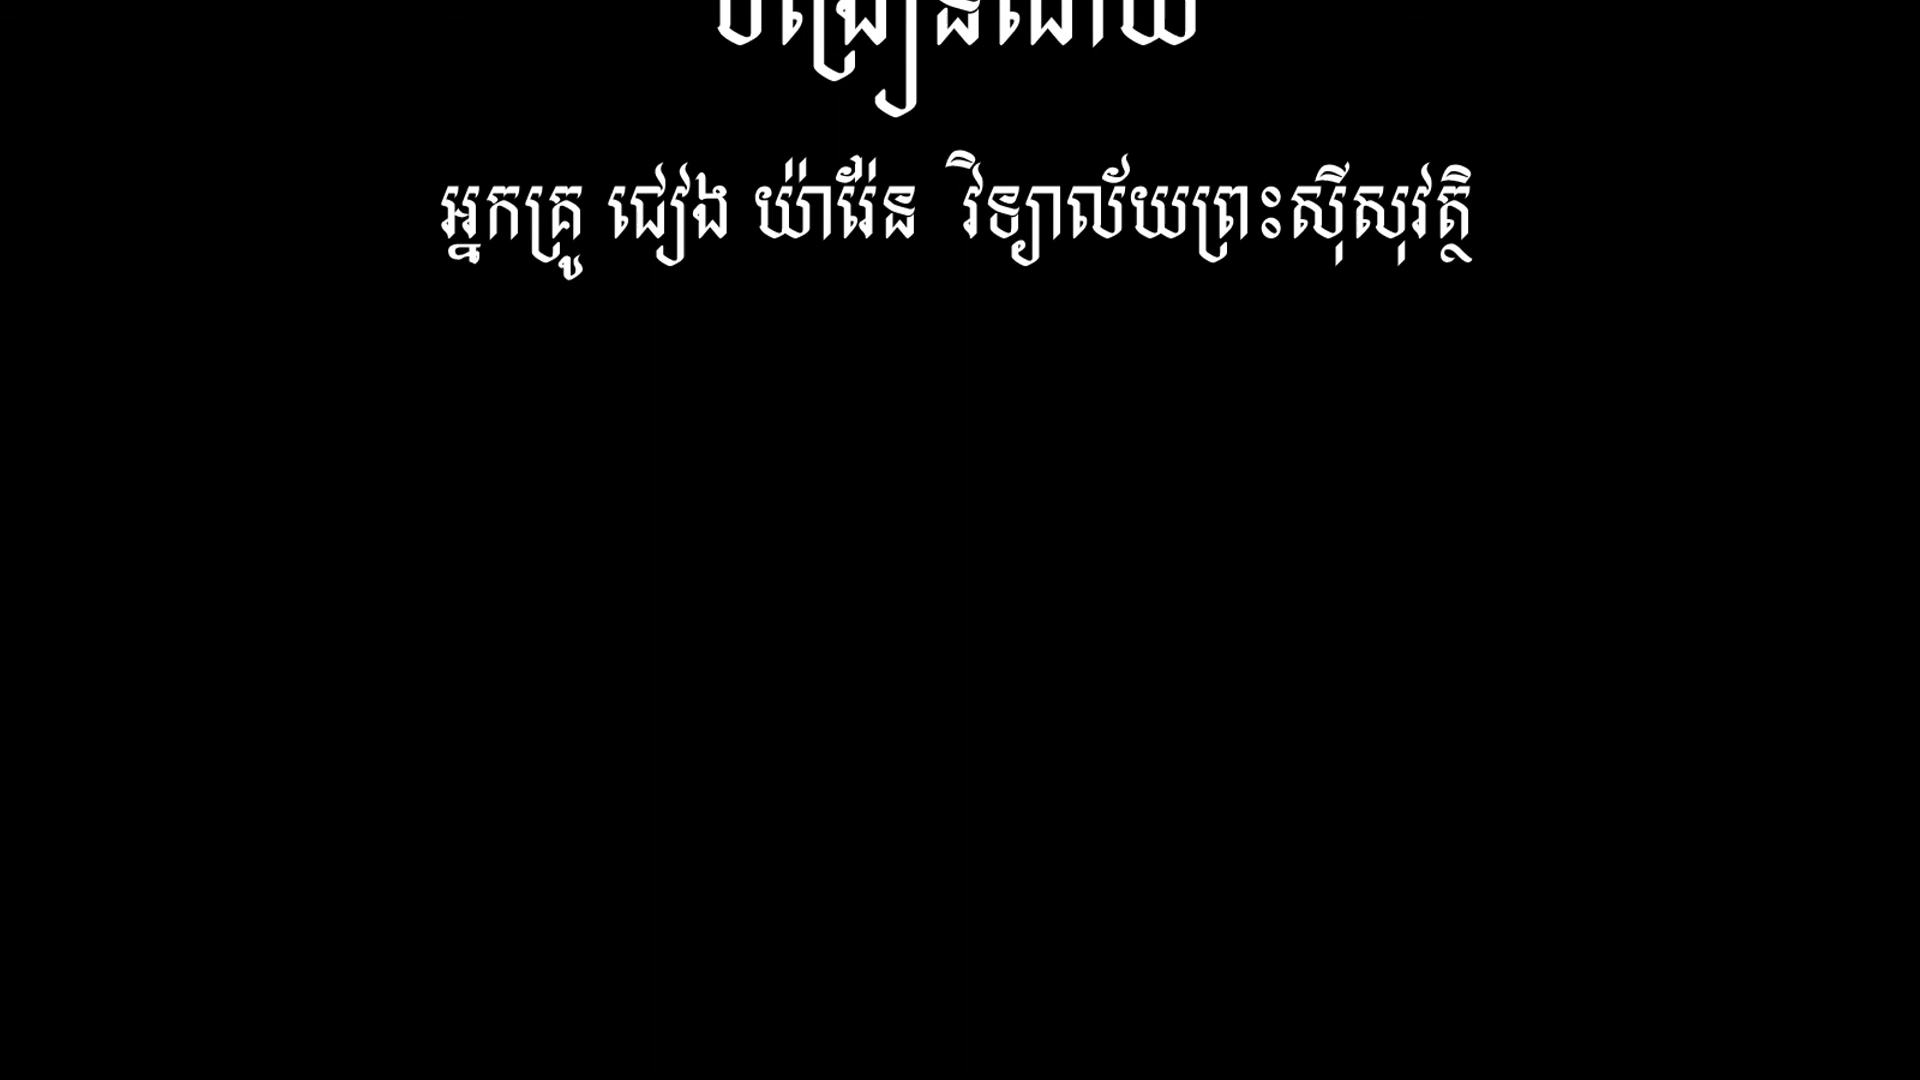 បង្រៀនដោយ
អ្នកគ្រូ ជៀង យ៉ារ៉ែន វិទ្យាល័យព្រះស៊ីសុវត្ថិ